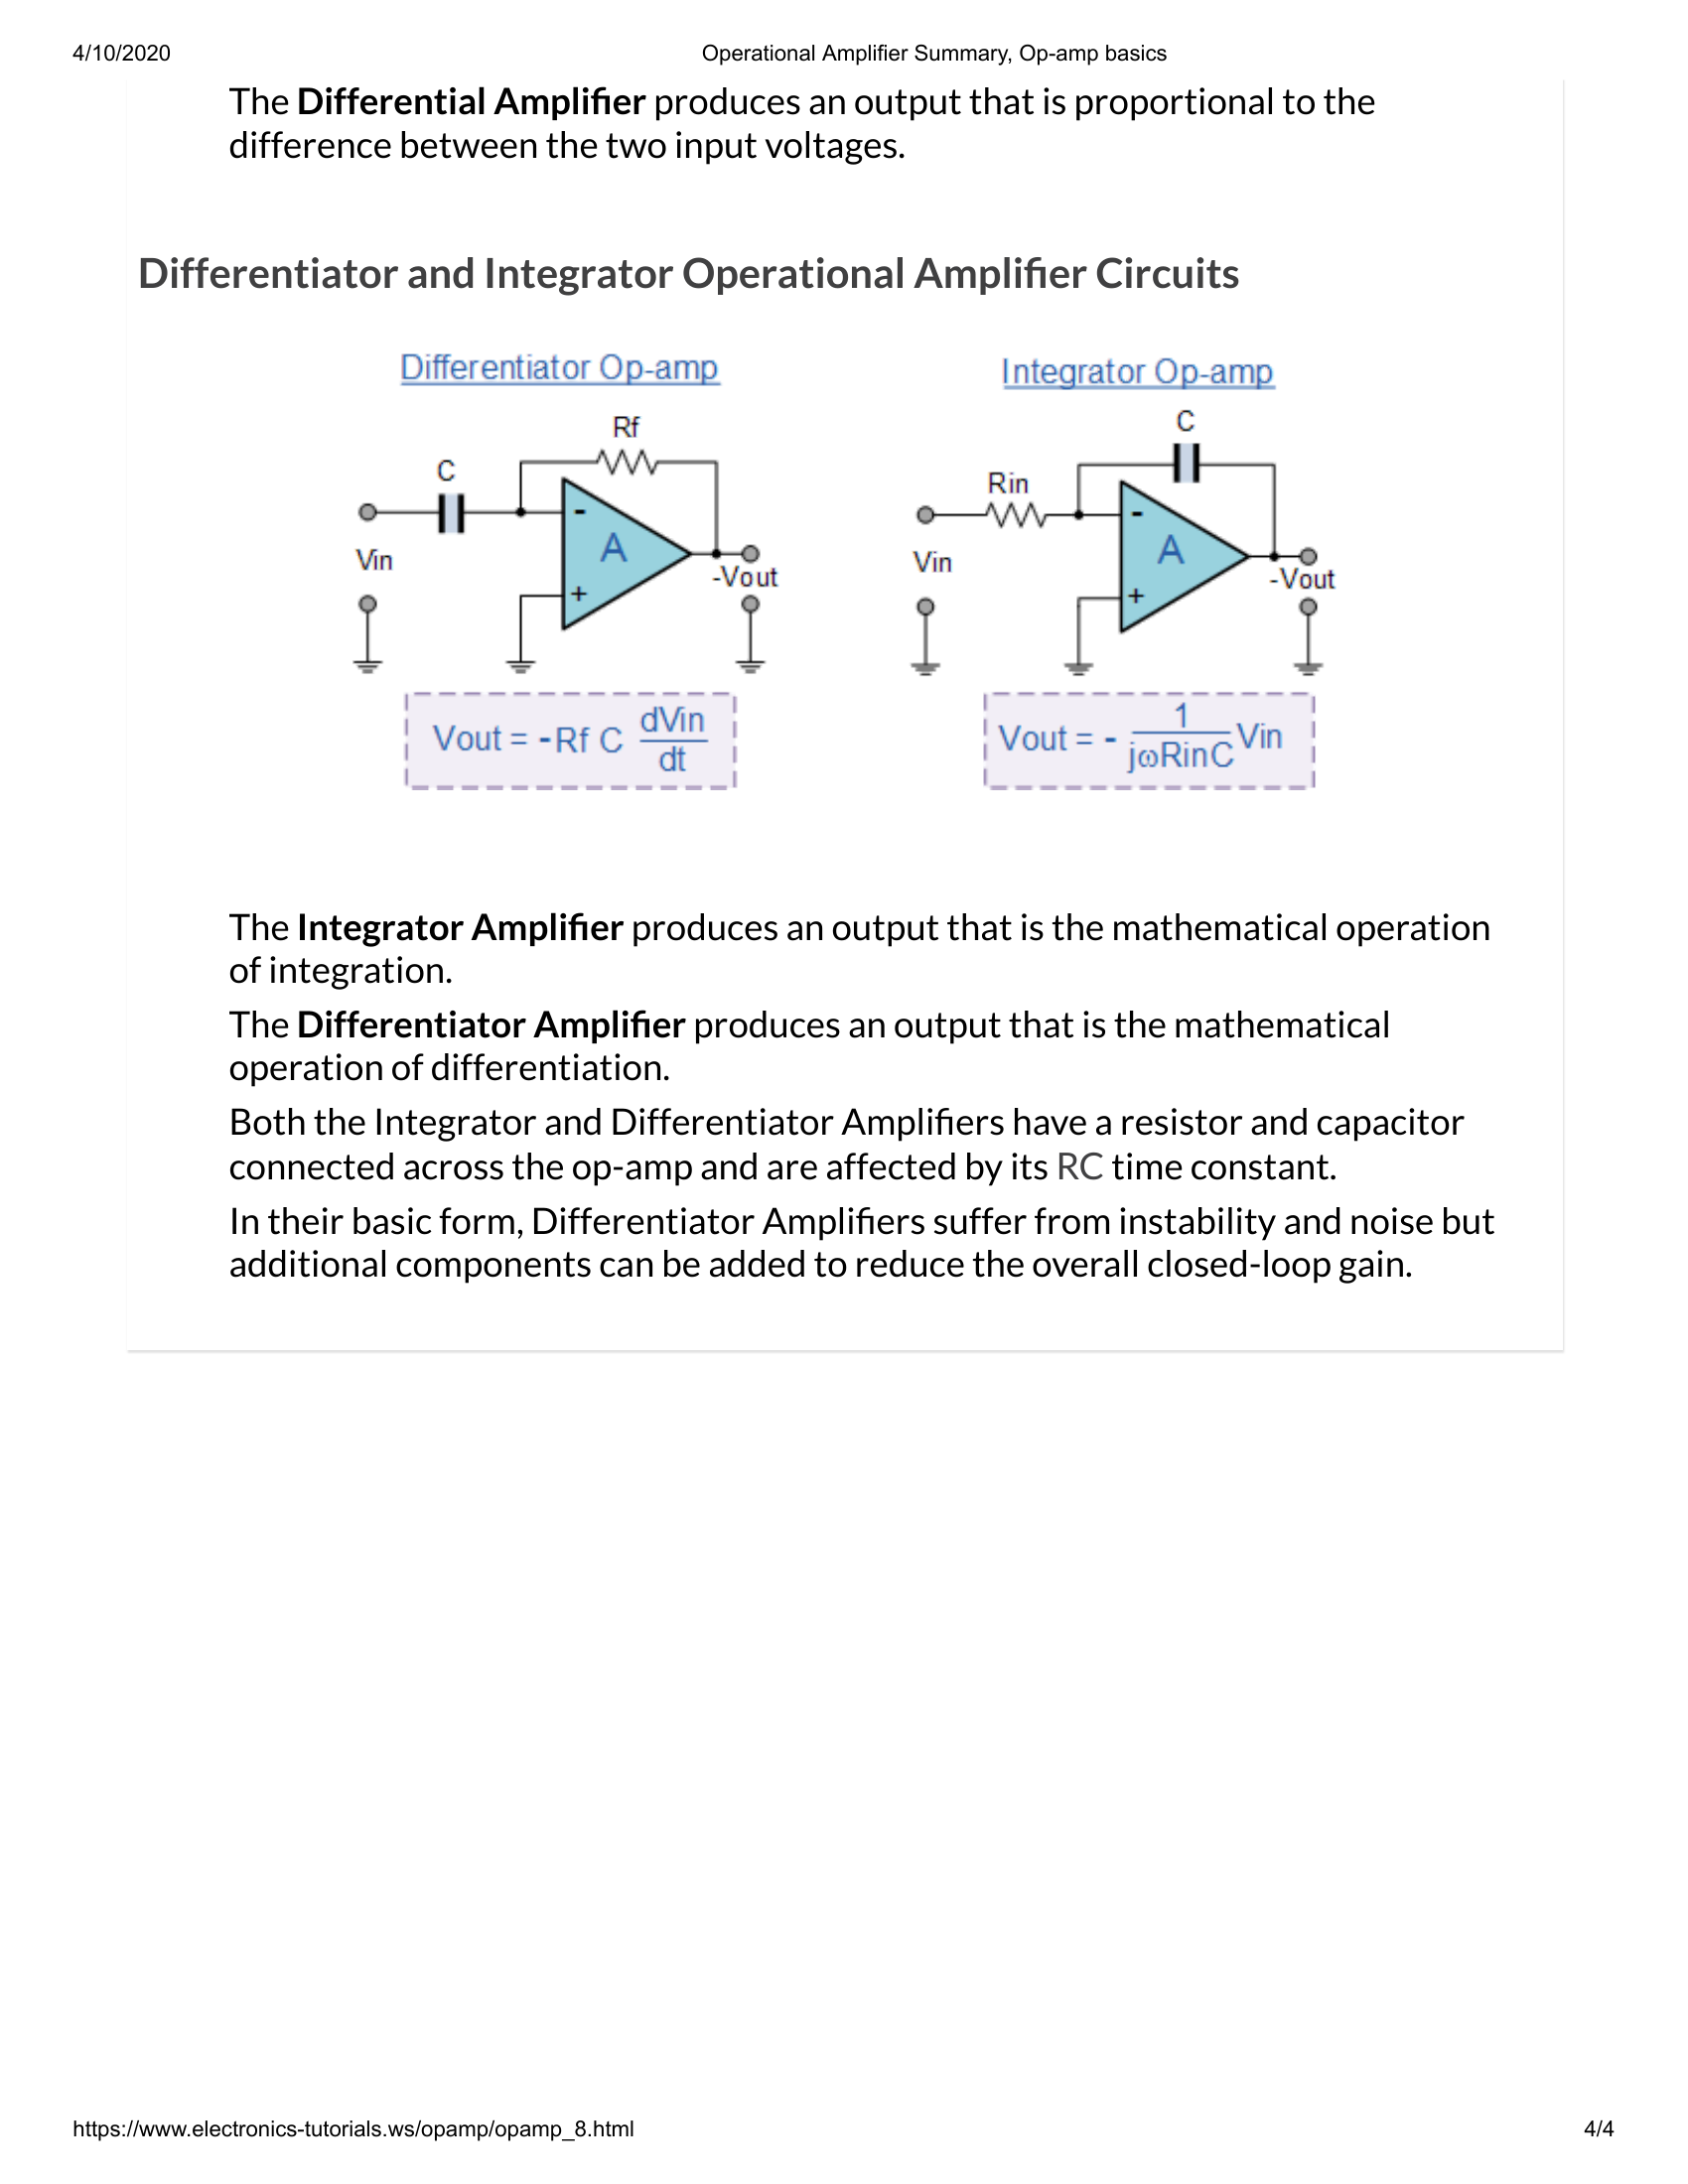 4/10/2020
Operational Amplifier Summary, Op-amp basics
The Differential Amplifier produces an output that is proportional to the
difference between the two input voltages.
Differentiator and Integrator Operational Amplifier Circuits
Differentiator Op-amp
Rf
C
-
A
+
Vin
-Vout
Vout = -Rf C dVin/dt
Integrator Op-amp
C
Rin
-
A
+
Vin
-Vout
Vout = - 1/jωRinC Vin
The Integrator Amplifier produces an output that is the mathematical operation
of integration.
The Differentiator Amplifier produces an output that is the mathematical
operation of differentiation.
Both the Integrator and Differentiator Amplifiers have a resistor and capacitor
connected across the op-amp and are affected by its RC time constant.
In their basic form, Differentiator Amplifiers suffer from instability and noise but
additional components can be added to reduce the overall closed-loop gain.
https://www.electronics-tutorials.ws/opamp/opamp_8.html
4/4